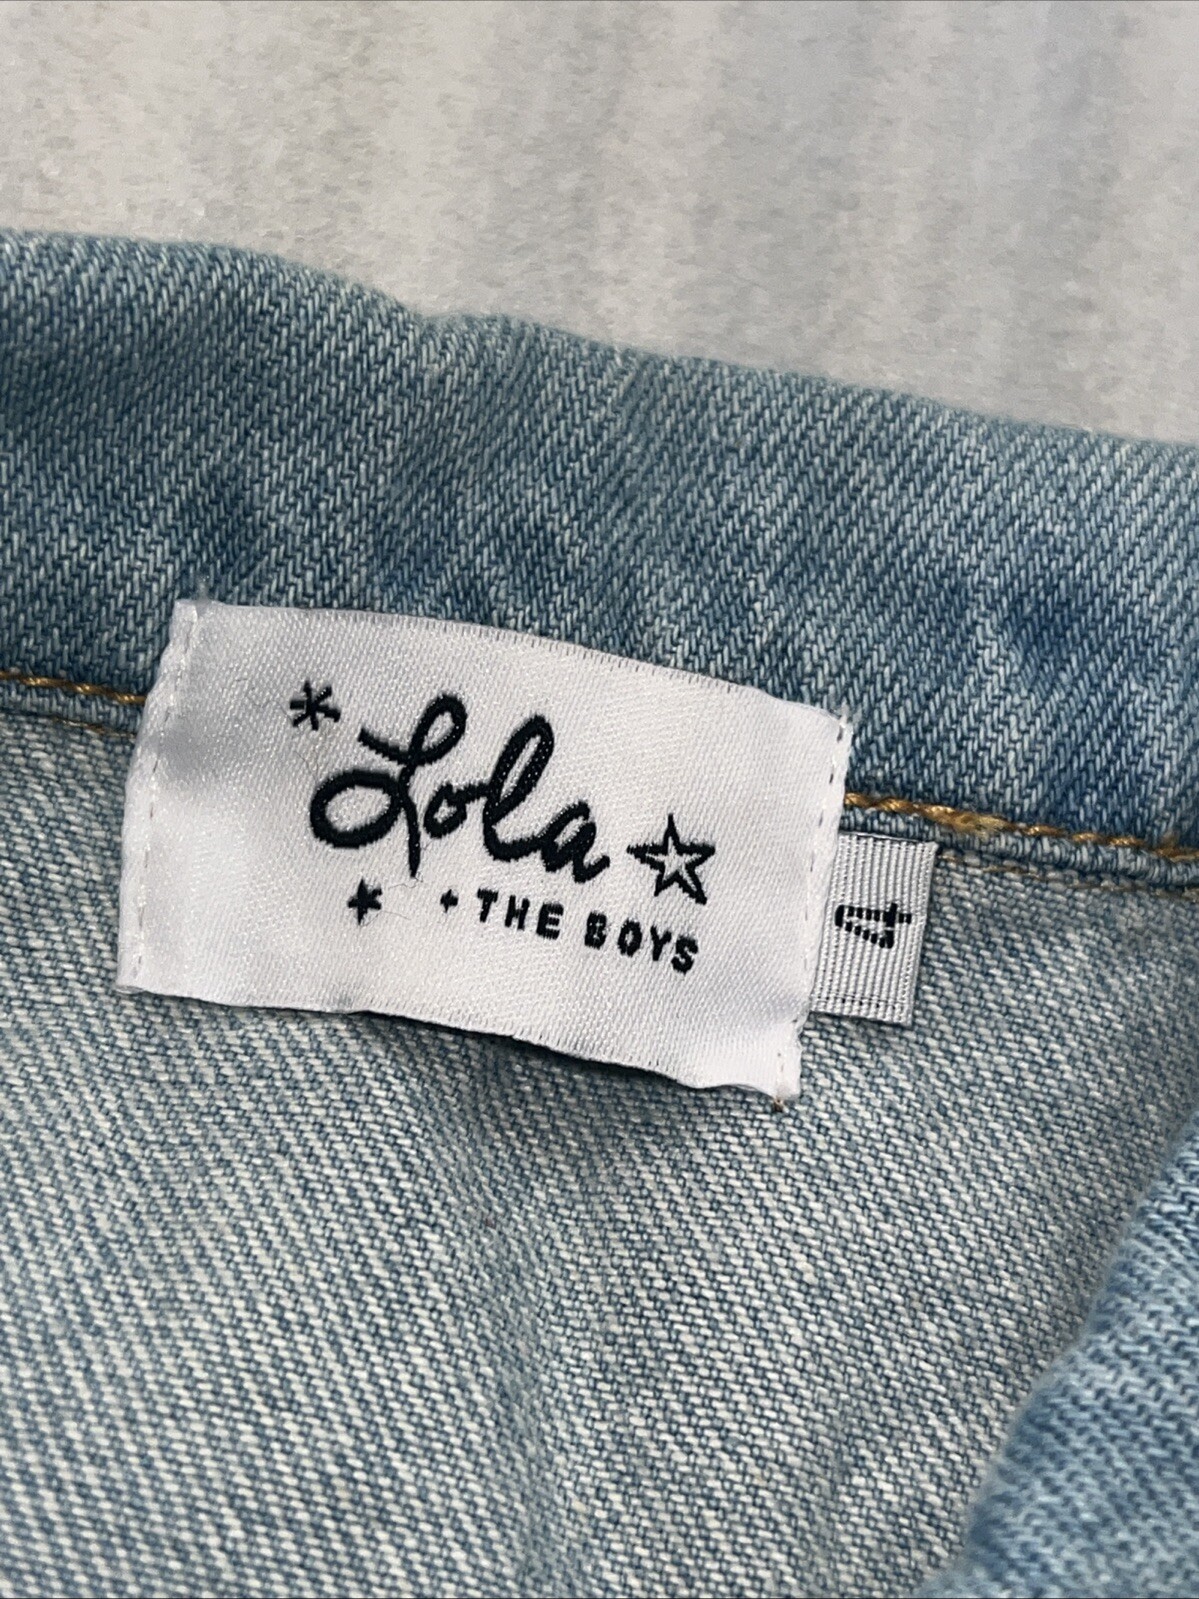 Lola
+ THE BOYS
4